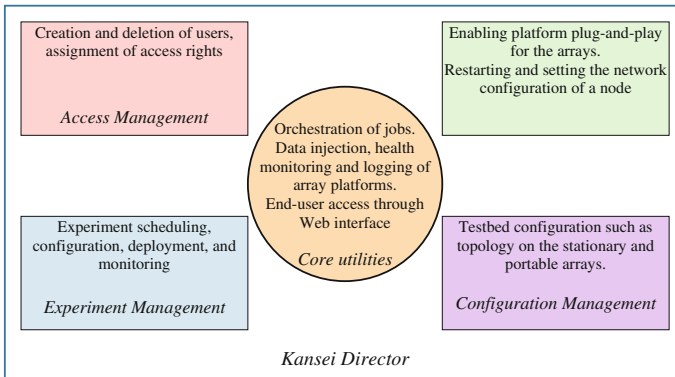 Creation and deletion of users,
assignment of access rights
Access Management
Enabling platform plug-and-play
for the arrays.
Restarting and setting the network
configuration of a node
Orchestration of jobs.
Data injection, health
monitoring and logging of
array platforms.
End-user access through
Web interface
Core utilities
Experiment scheduling,
configuration, deployment, and
monitoring
Experiment Management
Testbed configuration such as
topology on the stationary and
portable arrays.
Configuration Management
Kansei Director